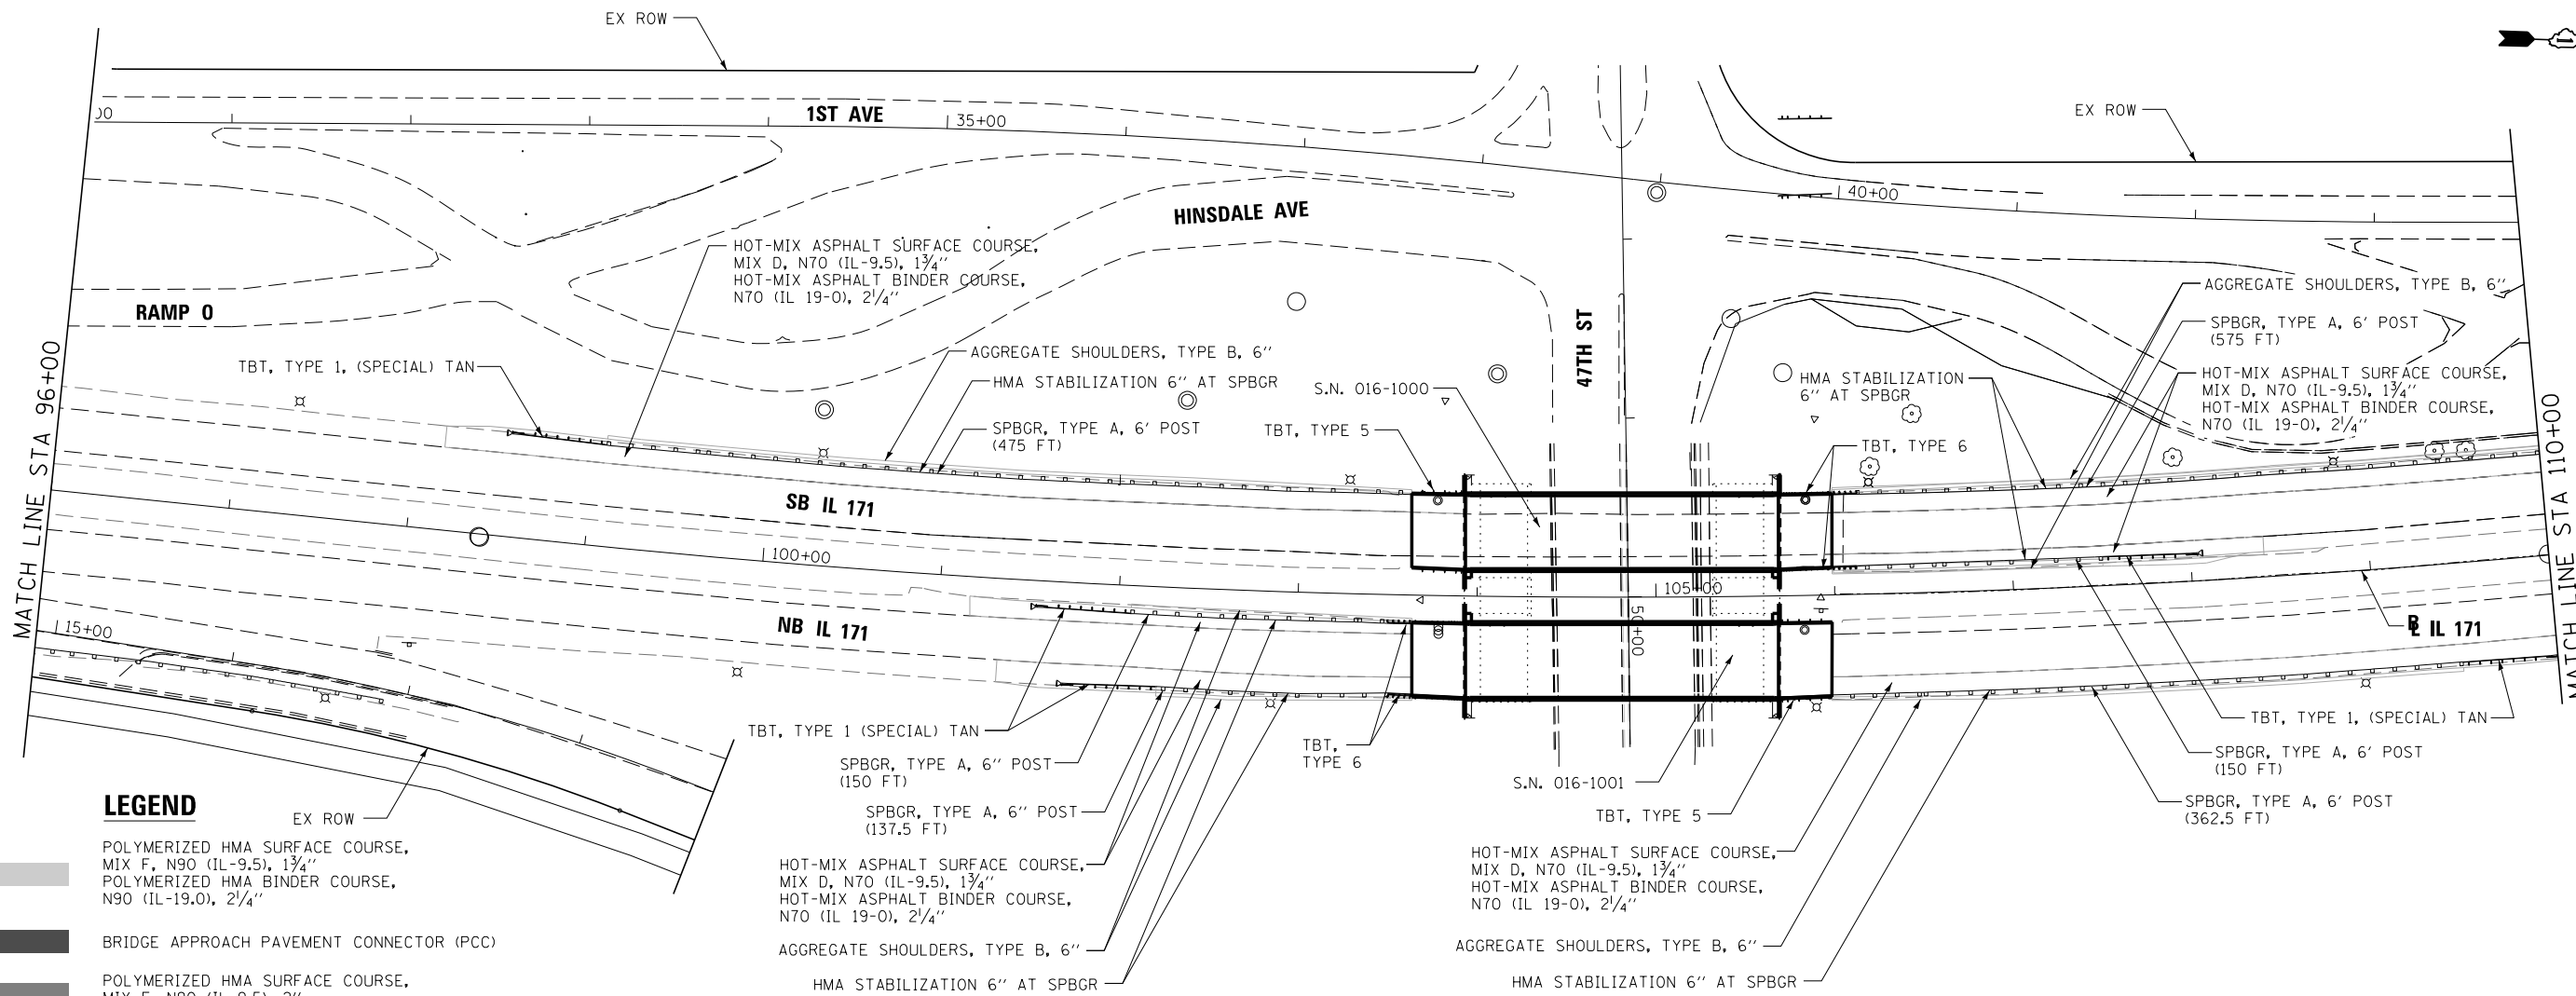 EX ROW
1ST AVE
35+00
EX ROW
40+00
HINSDALE AVE
HOT-MIX ASPHALT SURFACE COURSE,
MIX D, N70 (IL-9.5), 1¾''
HOT-MIX ASPHALT BINDER COURSE,
N70 (IL 19-0), 2¼''
RAMP O
47TH ST
AGGREGATE SHOULDERS, TYPE B, 6''
SPBGR, TYPE A, 6' POST
(575 FT)
HOT-MIX ASPHALT SURFACE COURSE,
MIX D, N70 (IL-9.5), 1¾''
HOT-MIX ASPHALT BINDER COURSE,
N70 (IL 19-0), 2¼''
TBT, TYPE 1, (SPECIAL) TAN
AGGREGATE SHOULDERS, TYPE B, 6''
HMA STABILIZATION 6'' AT SPBGR
S.N. 016-1000
HMA STABILIZATION
6'' AT SPBGR
SPBGR, TYPE A, 6' POST
(475 FT)
TBT, TYPE 5
TBT, TYPE 6
MATCH LINE STA 96+00
MATCH LINE STA 110+00
SB IL 171
100+00
105+00
50+00
NB IL 171
15+00
BL IL 171
TBT, TYPE 1 (SPECIAL) TAN
SPBGR, TYPE A, 6'' POST
(150 FT)
SPBGR, TYPE A, 6'' POST
(137.5 FT)
TBT,
TYPE 6
S.N. 016-1001
TBT, TYPE 5
TBT, TYPE 1, (SPECIAL) TAN
SPBGR, TYPE A, 6' POST
(150 FT)
SPBGR, TYPE A, 6' POST
(362.5 FT)
HOT-MIX ASPHALT SURFACE COURSE,
MIX D, N70 (IL-9.5), 1¾''
HOT-MIX ASPHALT BINDER COURSE,
N70 (IL 19-0), 2¼''
AGGREGATE SHOULDERS, TYPE B, 6''
HMA STABILIZATION 6'' AT SPBGR
HOT-MIX ASPHALT SURFACE COURSE,
MIX D, N70 (IL-9.5), 1¾''
HOT-MIX ASPHALT BINDER COURSE,
N70 (IL 19-0), 2¼''
AGGREGATE SHOULDERS, TYPE B, 6''
HMA STABILIZATION 6'' AT SPBGR
EX ROW
LEGEND
POLYMERIZED HMA SURFACE COURSE,
MIX F, N90 (IL-9.5), 1¾''
POLYMERIZED HMA BINDER COURSE,
N90 (IL-19.0), 2¼''
BRIDGE APPROACH PAVEMENT CONNECTOR (PCC)
POLYMERIZED HMA SURFACE COURSE,